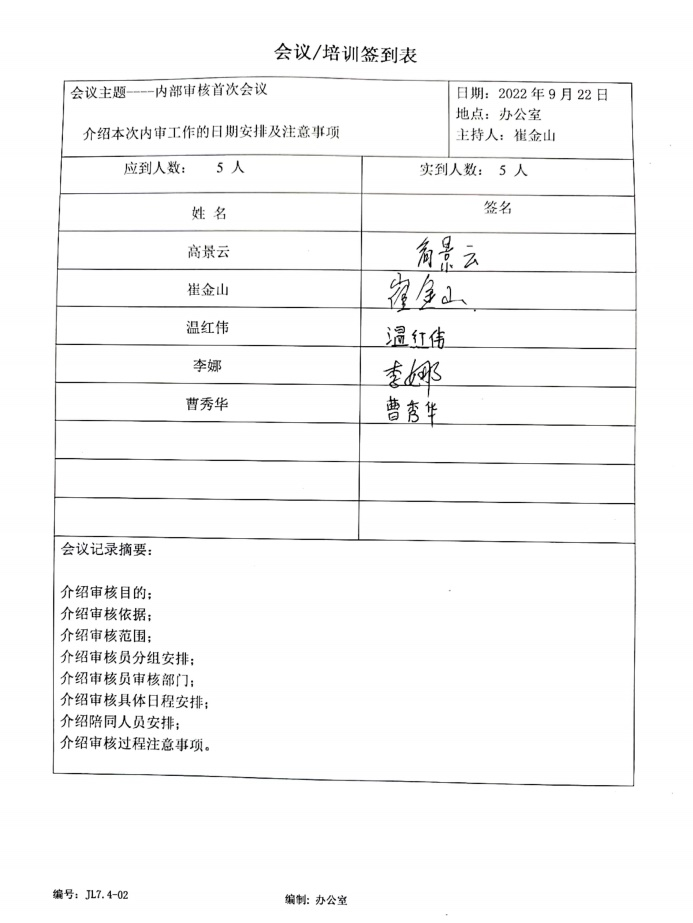 会议/培训签到表
会议主题----内部审核首次会议
介绍本次内审工作的日期安排及注意事项
日期：2022 年 9 月 22 日
地点：办公室
主持人：崔金山
应到人数： 5 人
实到人数： 5 人
姓 名
签名
高景云
高景云
崔金山
崔金山
温红伟
温红伟
李娜
李娜
曹秀华
曹秀华
会议记录摘要：
介绍审核目的；
介绍审核依据；
介绍审核范围；
介绍审核员分组安排；
介绍审核员审核部门；
介绍审核具体日程安排；
介绍陪同人员安排；
介绍审核过程注意事项。
编号：JL7.4-02
编制: 办公室